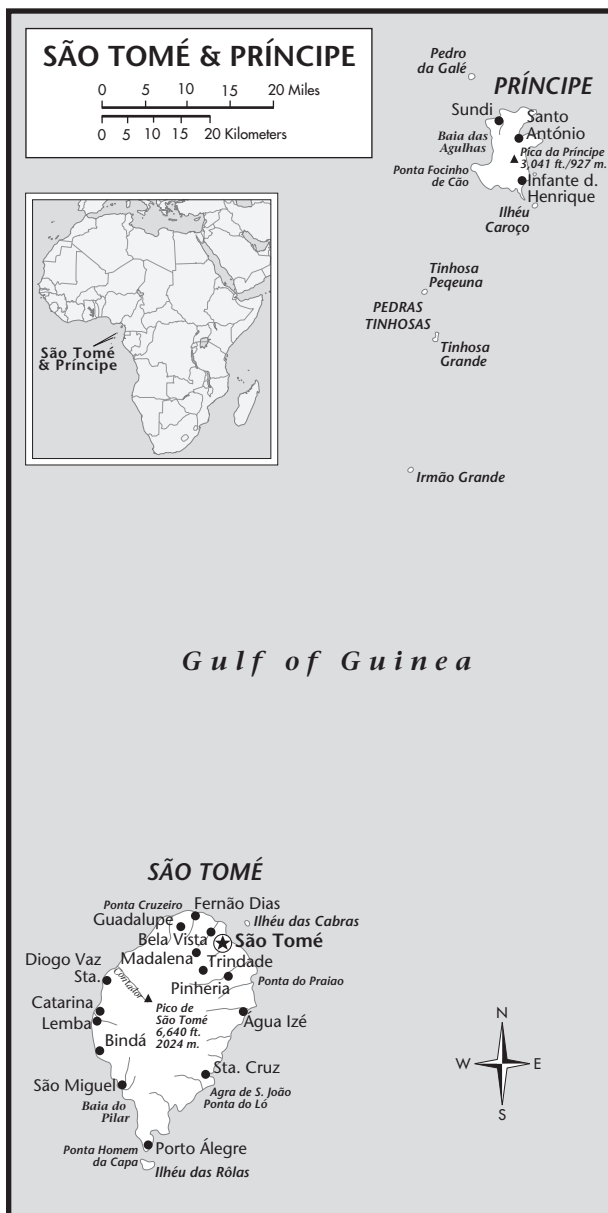 SÃO TOMÉ & PRÍNCIPE
0 5 10 15 20 Miles
0 5 10 15 20 Kilometers
São Tomé
& Príncipe
Pedro
da Galé
PRÍNCIPE
Sundi
Santo
António
Baia das
Agulhas
Pica da Príncipe
3,041 ft./927 m.
Ponta Focinho
de Cão
Infante d.
Henrique
Ilhéu
Caroço
Tinhosa
Peqeuna
PEDRAS
TINHOSAS
Tinhosa
Grande
Irmão Grande
Gulf of Guinea
SÃO TOMÉ
Ponta Cruzeiro
Fernão Dias
Guadalupe
Ilhéu das Cabras
Bela Vista
São Tomé
Madalena
Trindade
Diogo Vaz
Sta.
Contador
Pinheria
Ponta do Praiao
Catarina
Pico de
São Tomé
6,640 ft.
2024 m.
Lemba
Agua Izé
Bindá
Sta. Cruz
São Miguel
Agra de S. João
Ponta do Ló
Baia do
Pilar
Ponta Homem
da Capa
Porto Álegre
Ilhéu das Rôlas
N
W E
S